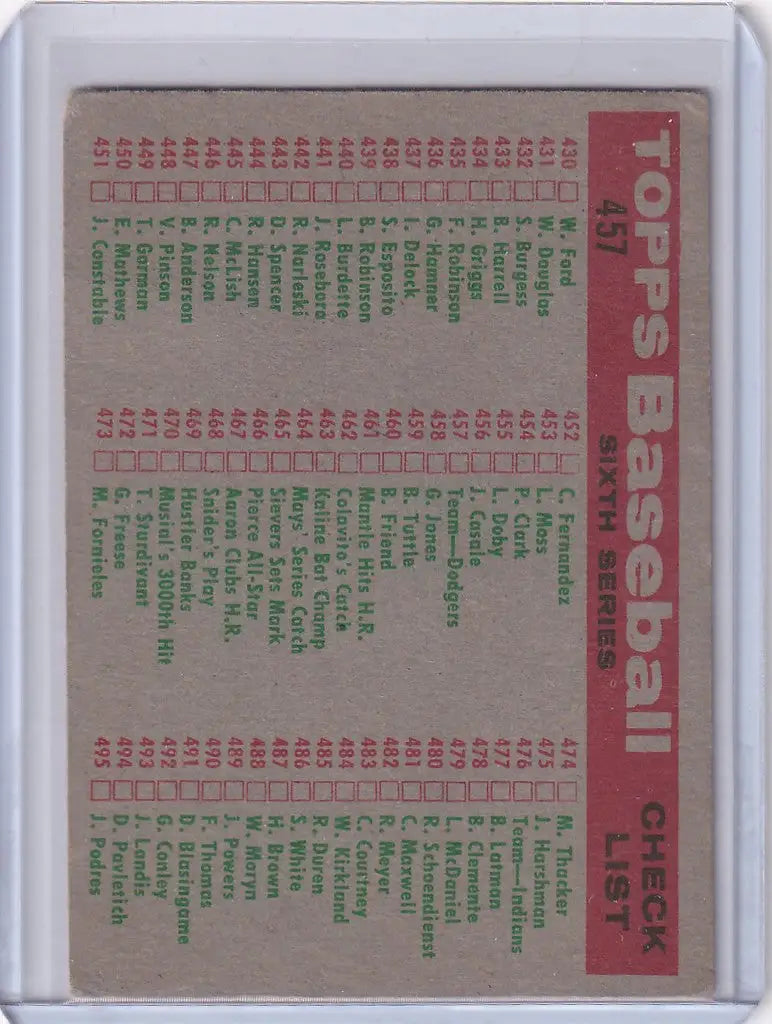 TOPPS Baseball CHECK LIST
457 SIXTH SERIES
430 W. Ford
431 W. Douglas
432 S. Burgess
433 B. Harrell
434 H. Griggs
435 F. Robinson
436 G. Hamner
437 I. Delock
438 S. Esposito
439 B. Robinson
440 L. Burdette
441 J. Roseboro
442 R. Narleski
443 D. Spencer
444 R. Hansen
445 C. McLish
446 R. Nelson
447 B. Anderson
448 V. Pinson
449 T. Gorman
450 E. Mathews
451 J. Constable
452 C. Fernandez
453 L. Moss
454 P. Clark
455 L. Doby
456 J. Casale
457 Team—Dodgers
458 G. Jones
459 B. Tuttle
460 B. Friend
461 Mantle Hits H.R.
462 Colavito's Catch
463 Kaline Bat Champ
464 Mays' Series Catch
465 Sievers Sets Mark
466 Pierce All-Star
467 Aaron Clubs H.R.
468 Snider's Play
469 Hustler Banks
470 Musial's 3000th Hit
471 T. Sturdivant
472 G. Freese
473 M. Fornieles
474 M. Thacker
475 J. Harshman
476 Team—Indians
477 B. Latman
478 B. Clemente
479 L. McDaniel
480 R. Schoendienst
481 C. Maxwell
482 R. Meyer
483 C. Courtney
484 W. Kirkland
485 R. Duren
486 S. White
487 H. Brown
488 W. Moryn
489 J. Powers
490 F. Thomas
491 D. Blasingame
492 G. Conley
493 J. Landis
494 D. Pavletich
495 J. Podres